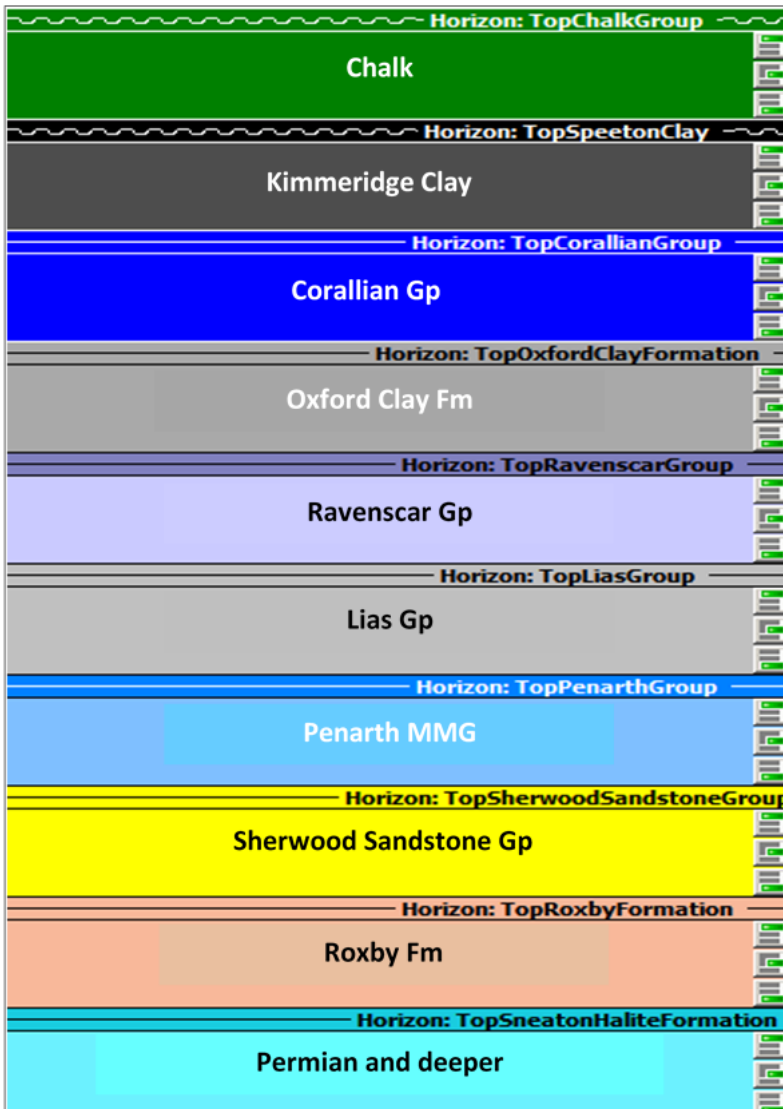 Horizon: TopChalkGroup
Chalk
Horizon: TopSpeetonClay
Kimmeridge Clay
Horizon: TopCorallianGroup
Corallian Gp
Horizon: TopOxfordClayFormation
Oxford Clay Fm
Horizon: TopRavenscarGroup
Ravenscar Gp
Horizon: TopLiasGroup
Lias Gp
Horizon: TopPenarthGroup
Penarth MMG
Horizon: TopSherwoodSandstoneGroup
Sherwood Sandstone Gp
Horizon: TopRoxbyFormation
Roxby Fm
Horizon: TopSneatonHaliteFormation
Permian and deeper